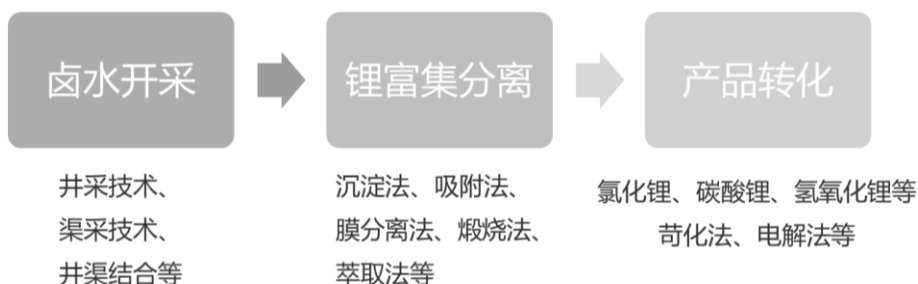 卤水开采
锂富集分离
产品转化
井采技术、
渠采技术、
井渠结合等
沉淀法、吸附法、
膜分离法、煅烧法、
萃取法等
氯化锂、碳酸锂、氢氧化锂等
苛化法、电解法等